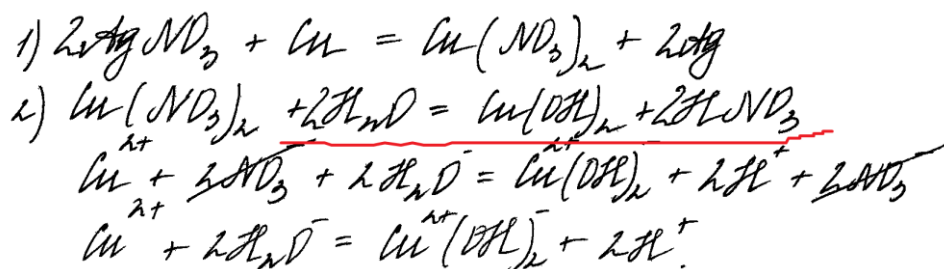 1) 2AgNO₃ + Cu = Cu(NO₃)₂ + 2Ag
2) Cu(NO₃)₂ + 2H₂O = Cu(OH)₂ + 2HNO₃
Cu²⁺ + 2NO₃⁻ + 2H₂O = Cu²⁺(OH)₂⁻ + 2H⁺ + 2NO₃⁻
Cu²⁺ + 2H₂O⁻ = Cu²⁺(OH)₂⁻ + 2H⁺.